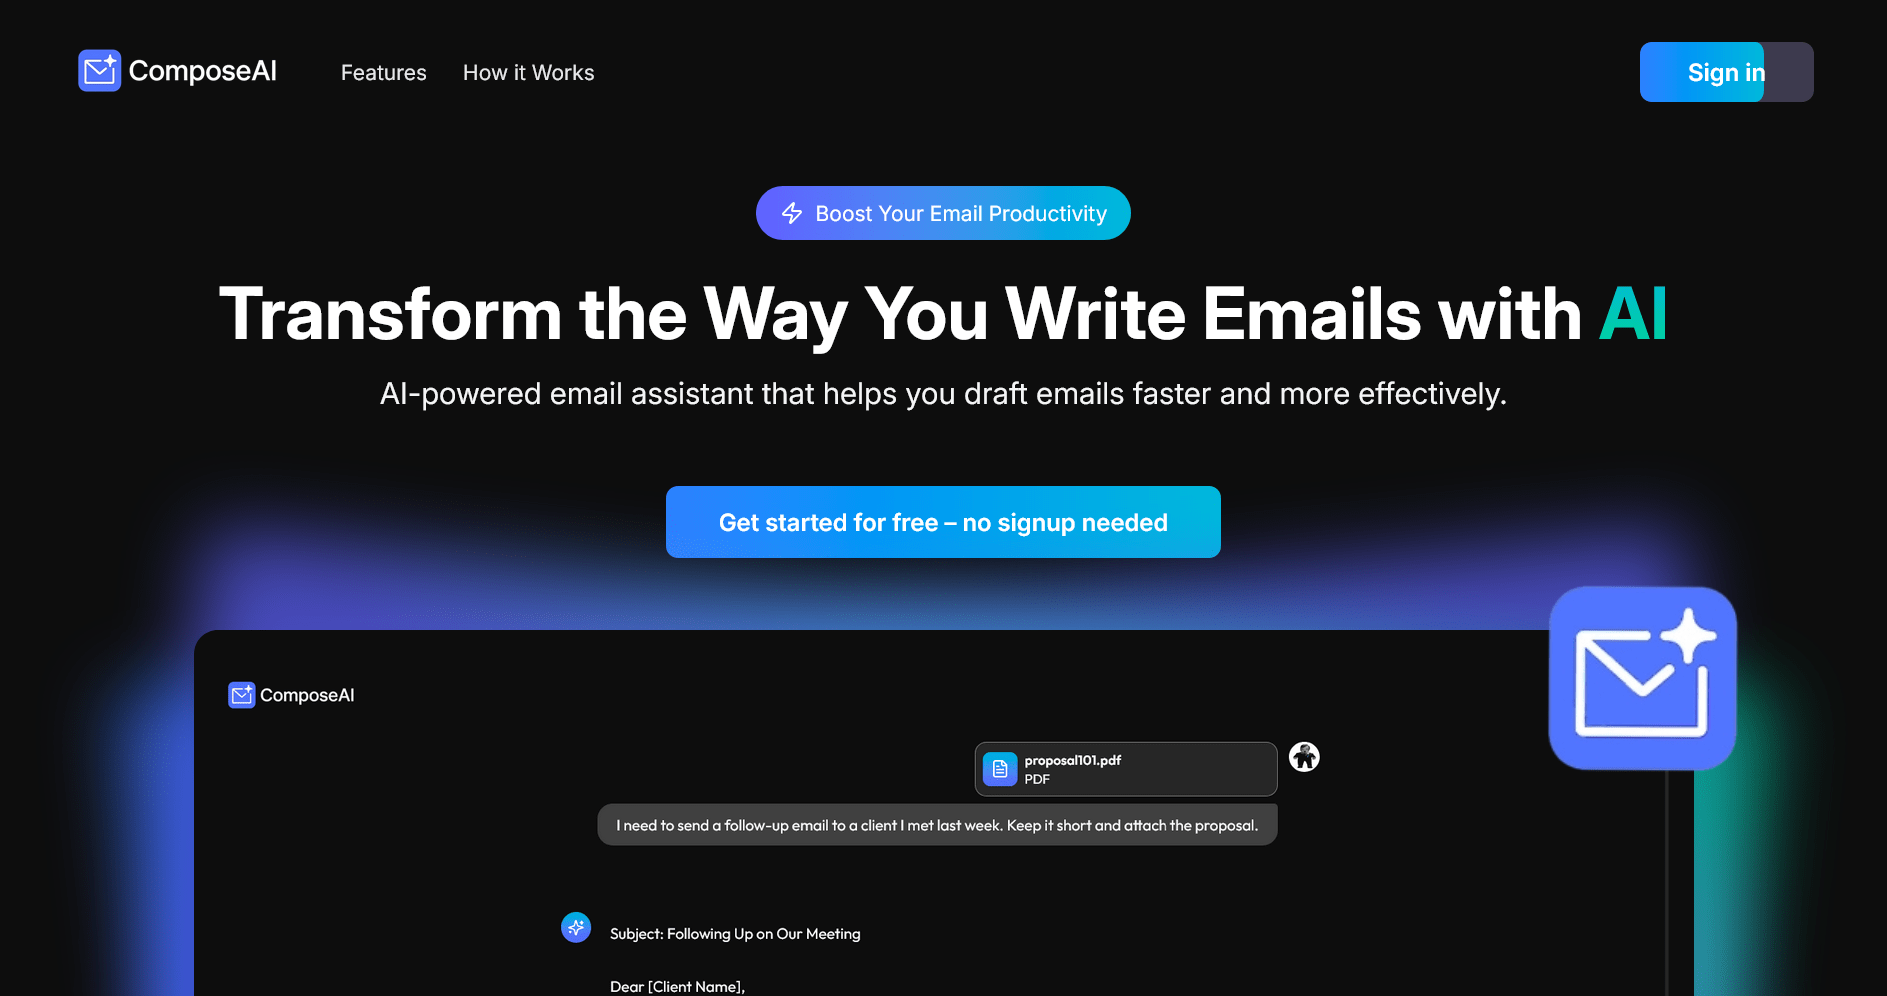 ComposeAI
Features
How it Works
Sign in
Boost Your Email Productivity
Transform the Way You Write Emails with AI
AI-powered email assistant that helps you draft emails faster and more effectively.
Get started for free – no signup needed
ComposeAI
proposal101.pdf
PDF
I need to send a follow-up email to a client I met last week. Keep it short and attach the proposal.
Subject: Following Up on Our Meeting
Dear [Client Name],